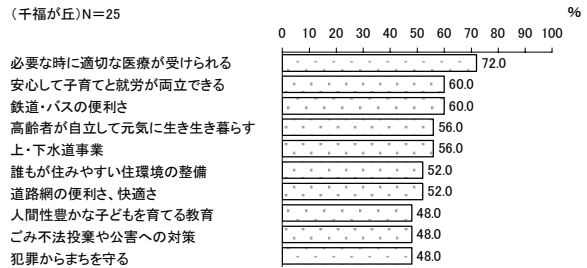 (千福が丘)N＝25
%
0 10 20 30 40 50 60 70 80 90 100
必要な時に適切な医療が受けられる 72.0
安心して子育てと就労が両立できる 60.0
鉄道・バスの便利さ 60.0
高齢者が自立して元気に生き生き暮らす 56.0
上・下水道事業 56.0
誰もが住みやすい住環境の整備 52.0
道路網の便利さ、快適さ 52.0
人間性豊かな子どもを育てる教育 48.0
ごみ不法投棄や公害への対策 48.0
犯罪からまちを守る 48.0